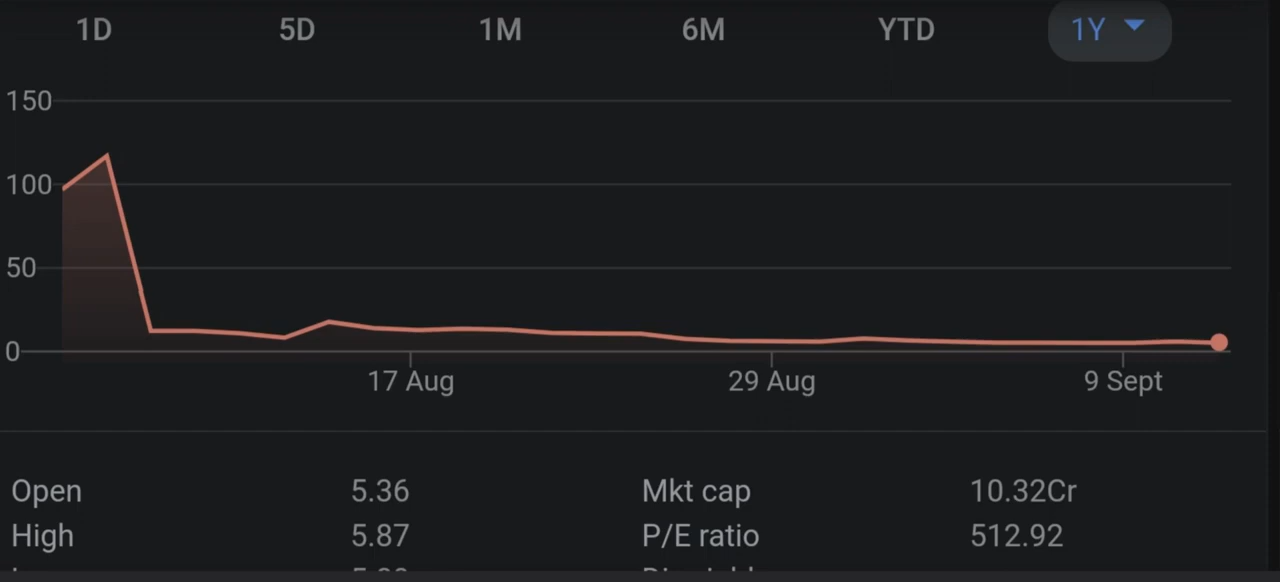 1D 5D 1M 6M YTD 1Y
150
100
50
0
17 Aug 29 Aug 9 Sept
Open 5.36 Mkt cap 10.32Cr
High 5.87 P/E ratio 512.92